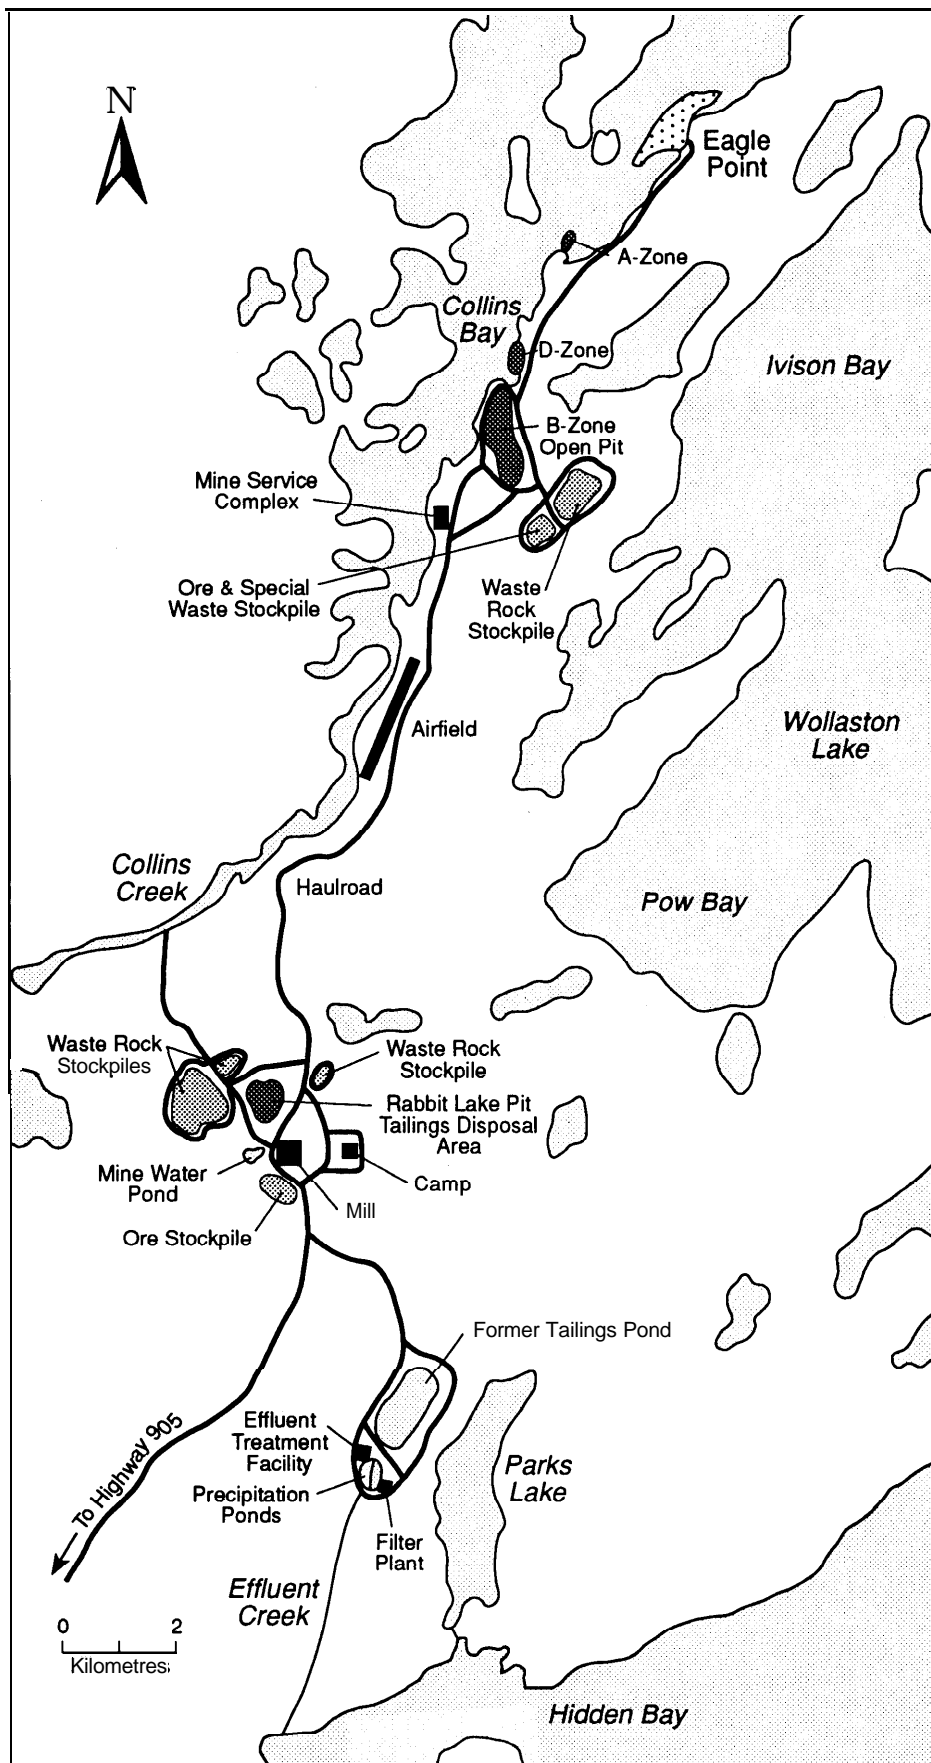 N
Eagle
Point
A-Zone
Collins
Bay
D-Zone
Ivison Bay
B-Zone
Open Pit
Mine Service
Complex
Ore & Special
Waste Stockpile
Waste
Rock
Stockpile
Wollaston
Lake
Airfield
Collins
Creek
Haulroad
Pow Bay
Waste Rock
Stockpiles
Waste Rock
Stockpile
Rabbit Lake Pit
Tailings Disposal
Area
Mine Water
Pond
Camp
Mill
Ore Stockpile
Former Tailings Pond
Effluent
Treatment
Facility
To Highway 905
Parks
Lake
Precipitation
Ponds
Filter
Plant
Effluent
Creek
0 2
Kilometres
Hidden Bay